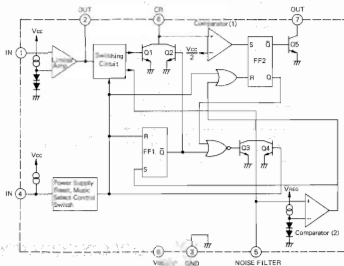 OUT CR OUT
2 6 7
Vcc Comparator (1)
IN 1 Limiter Amp. Switching Circuit Q1 Q2 Vcc/2 S Q̅ Q5
FF2
R Q
R
FF1 Q̅ Q3 Q4
S
Vcc
IN 4 Power Supply Reset, Music Select Control Switch
Comparator (2)
3 5
GND NOISE FILTER